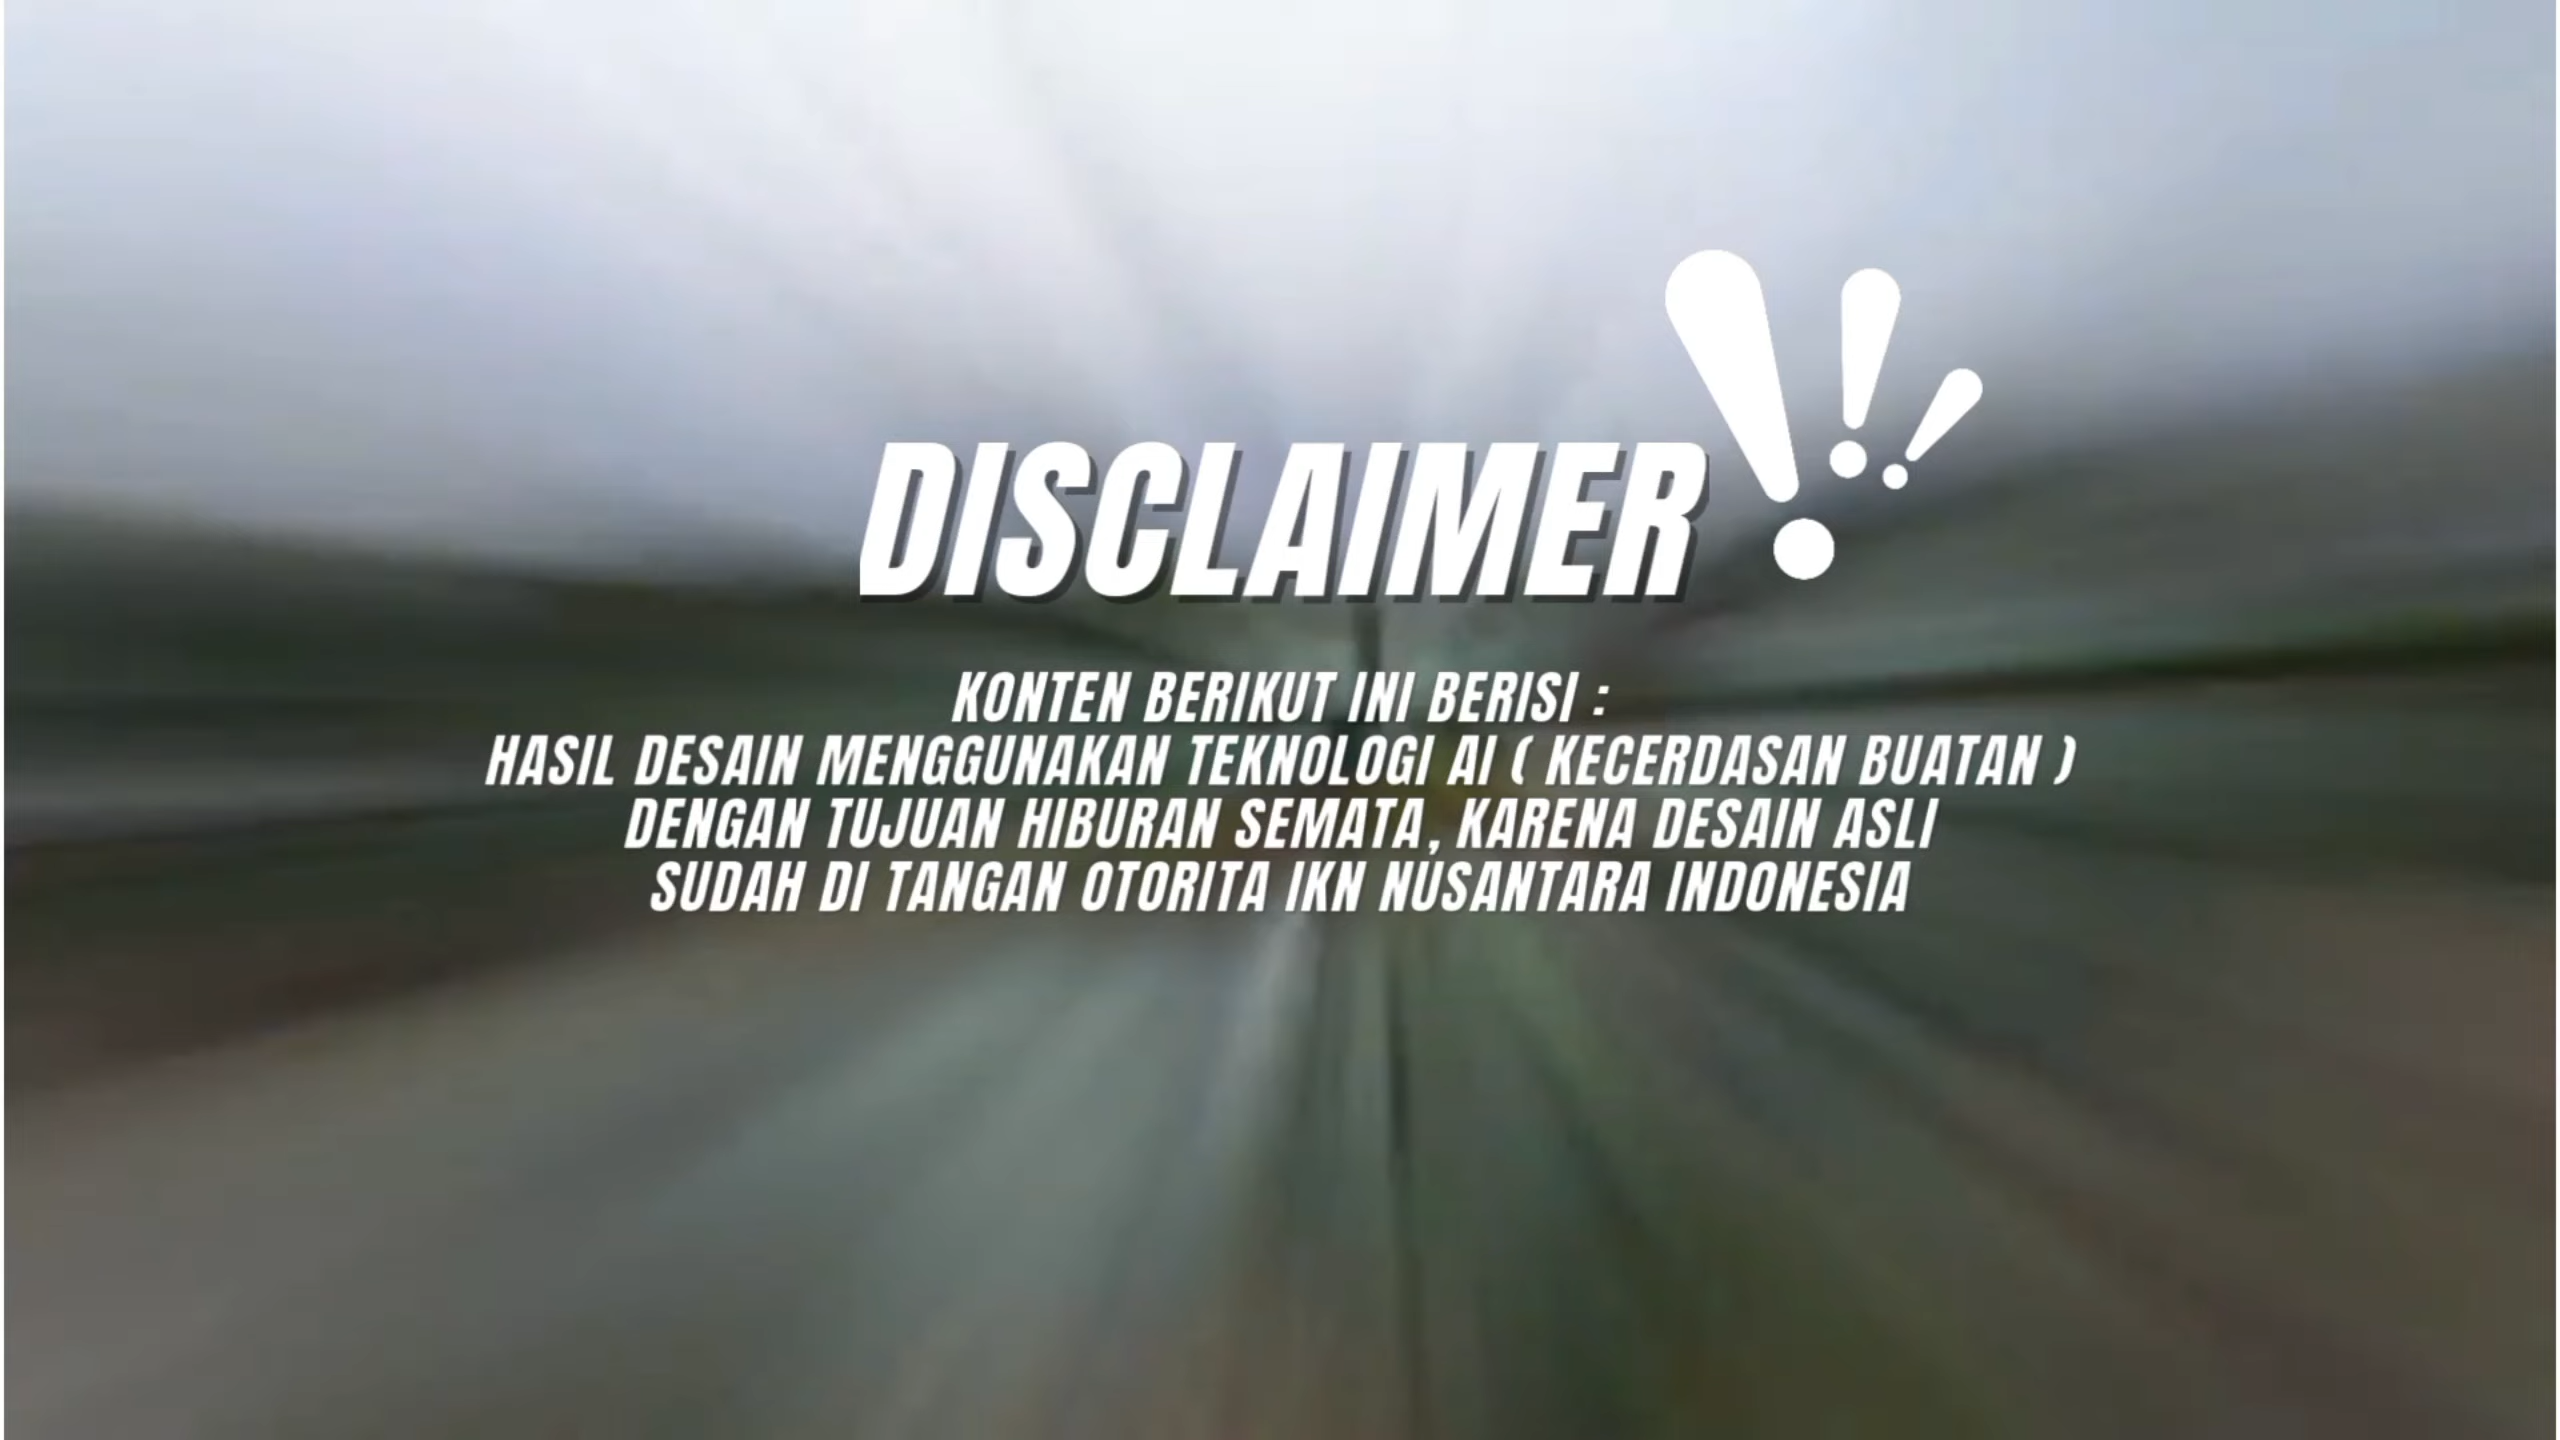 DISCLAIMER!!!
KONTEN BERIKUT INI BERISI :
HASIL DESAIN MENGGUNAKAN TEKNOLOGI AI ( KECERDASAN BUATAN )
DENGAN TUJUAN HIBURAN SEMATA, KARENA DESAIN ASLI
SUDAH DI TANGAN OTORITA IKN NUSANTARA INDONESIA